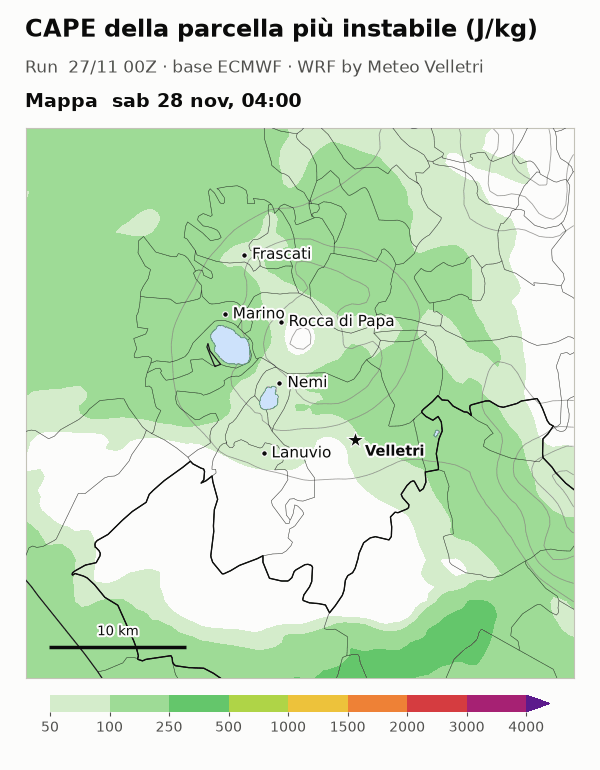 CAPE della parcella più instabile (J/kg)
Run  27/11 00Z · base ECMWF · WRF by Meteo Velletri
Mappa  sab 28 nov, 04:00
Frascati
Marino
Rocca di Papa
Nemi
Velletri
Lanuvio
10 km
50 100 250 500 1000 1500 2000 3000 4000